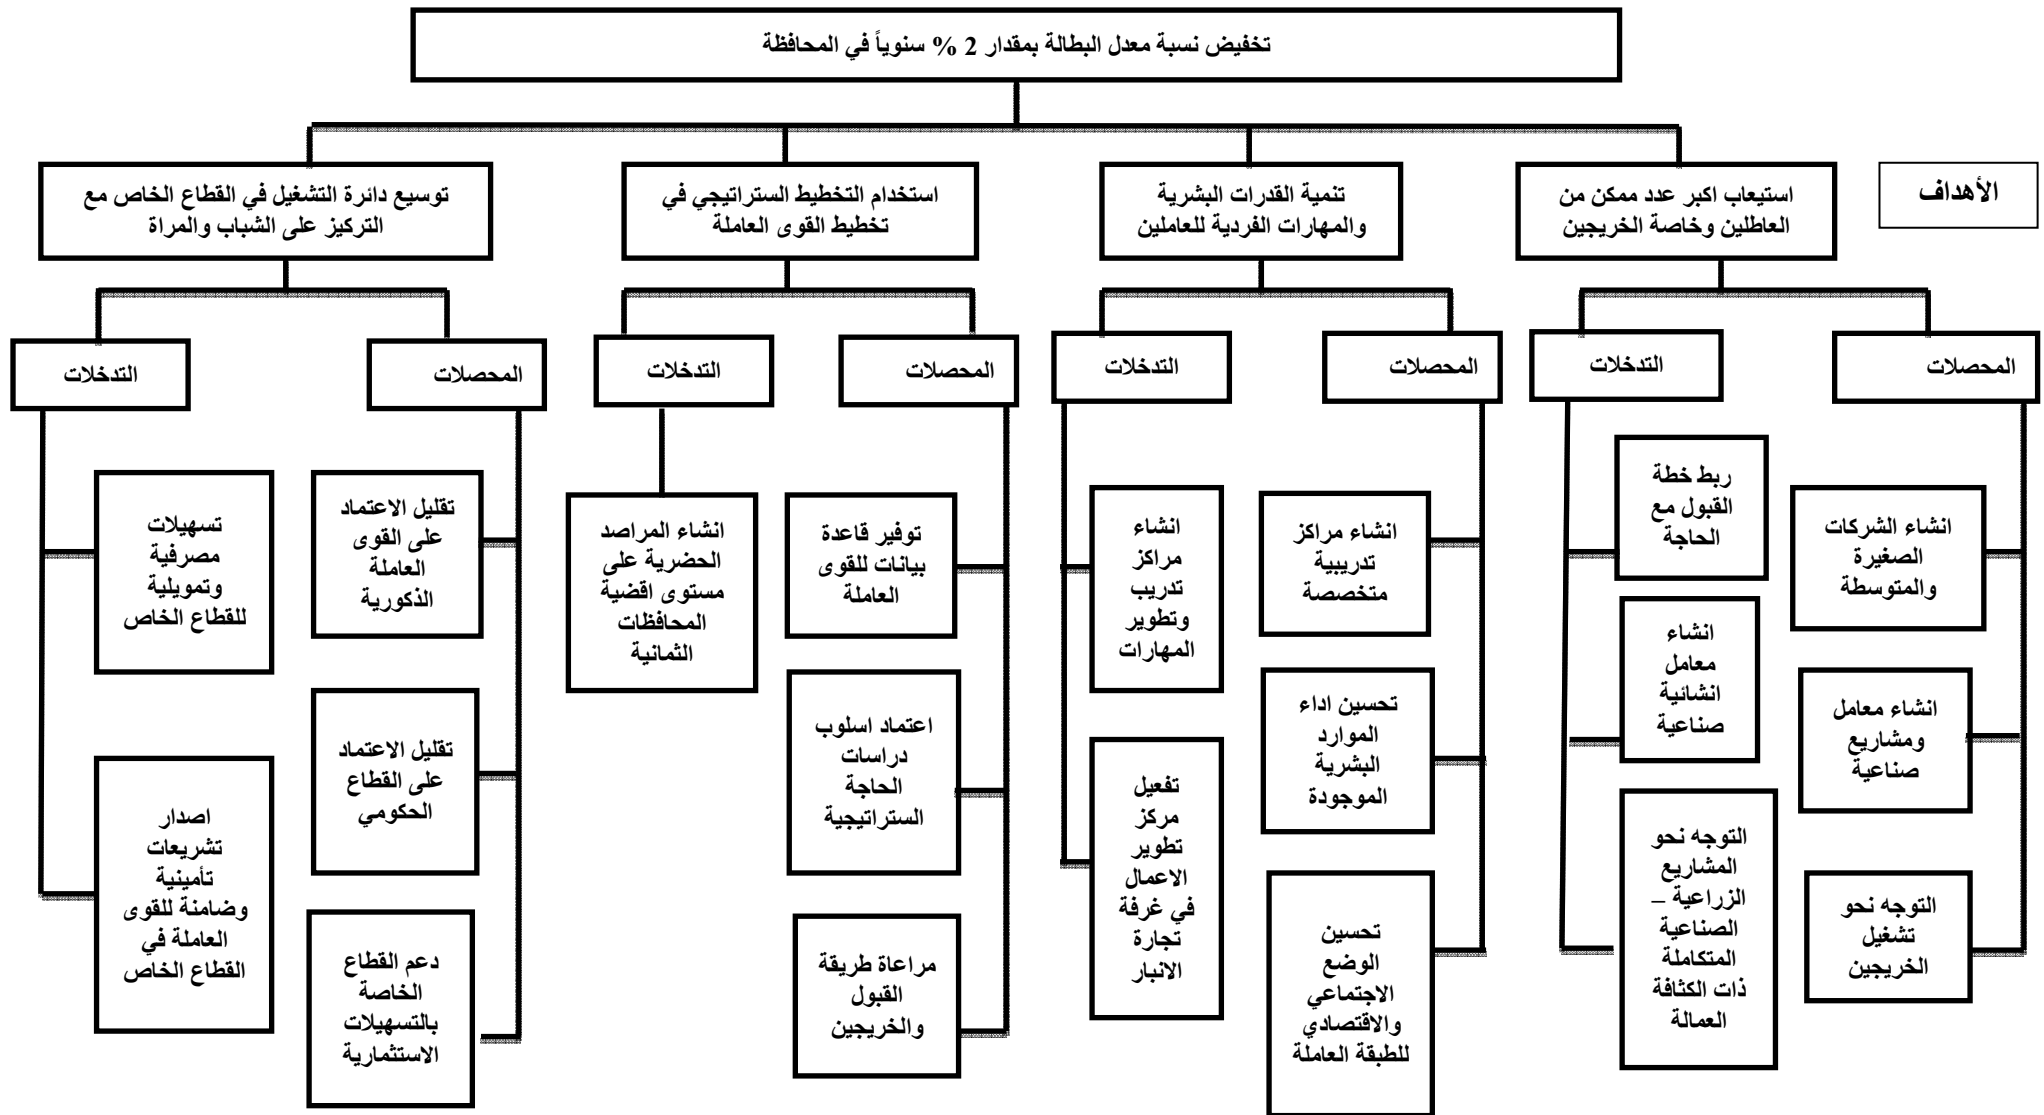 تخفيض نسبة معدل البطالة بمقدار 2 % سنوياً في المحافظة
الأهداف
استيعاب اكبر عدد ممكن من
العاطلين وخاصة الخريجين
تنمية القدرات البشرية
والمهارات الفردية للعاملين
استخدام التخطيط الستراتيجي في
تخطيط القوى العاملة
توسيع دائرة التشغيل في القطاع الخاص مع
التركيز على الشباب والمراة
المحصلات
التدخلات
المحصلات
التدخلات
المحصلات
التدخلات
المحصلات
التدخلات
انشاء الشركات
الصغيرة
والمتوسطة
انشاء معامل
ومشاريع
صناعية
التوجه نحو
تشغيل
الخريجين
ربط خطة
القبول مع
الحاجة
انشاء
معامل
انشائية
صناعية
التوجه نحو
المشاريع
الزراعية –
الصناعية
المتكاملة
ذات الكثافة
العمالة
انشاء مراكز
تدريبية
متخصصة
تحسين اداء
الموارد
البشرية
الموجودة
تحسين
الوضع
الاجتماعي
والاقتصادي
للطبقة العاملة
انشاء
مراكز
تدريب
وتطوير
المهارات
تفعيل
مركز
تطوير
الاعمال
في غرفة
تجارة
الانبار
توفير قاعدة
بيانات للقوى
العاملة
اعتماد اسلوب
دراسات
الحاجة
الستراتيجية
مراعاة طريقة
القبول
والخريجين
انشاء المراصد
الحضرية على
مستوى اقضية
المحافظات
الثمانية
تقليل الاعتماد
على القوى
العاملة
الذكورية
تقليل الاعتماد
على القطاع
الحكومي
دعم القطاع
الخاصة
بالتسهيلات
الاستثمارية
تسهيلات
مصرفية
وتمويلية
للقطاع الخاص
اصدار
تشريعات
تأمينية
وضامنة للقوى
العاملة في
القطاع الخاص